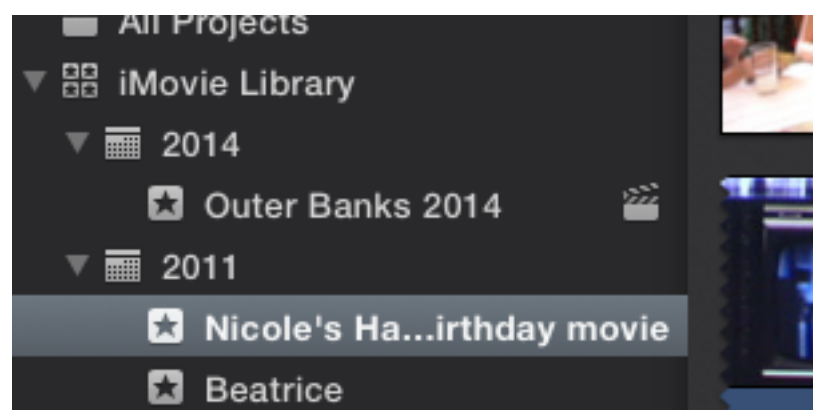 All Projects
iMovie Library
2014
Outer Banks 2014
2011
Nicole's Ha...irthday movie
Beatrice